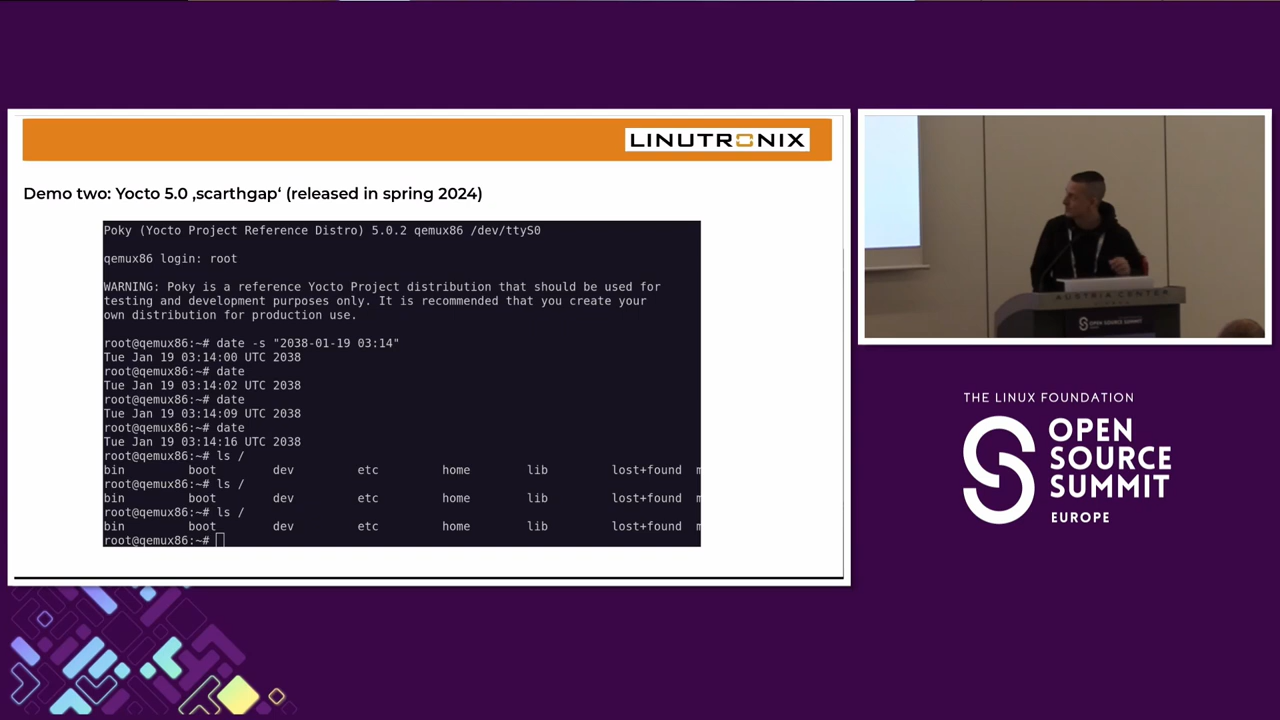 LINUTRONIX
Demo two: Yocto 5.0 ‚scarthgap‘ (released in spring 2024)
Poky (Yocto Project Reference Distro) 5.0.2 qemux86 /dev/ttyS0
qemux86 login: root
WARNING: Poky is a reference Yocto Project distribution that should be used for
testing and development purposes only. It is recommended that you create your
own distribution for production use.
root@qemux86:~# date -s "2038-01-19 03:14"
Tue Jan 19 03:14:00 UTC 2038
root@qemux86:~# date
Tue Jan 19 03:14:02 UTC 2038
root@qemux86:~# date
Tue Jan 19 03:14:09 UTC 2038
root@qemux86:~# date
Tue Jan 19 03:14:16 UTC 2038
root@qemux86:~# ls /
bin boot dev etc home lib lost+found
root@qemux86:~# ls /
bin boot dev etc home lib lost+found
root@qemux86:~# ls /
bin boot dev etc home lib lost+found
root@qemux86:~#
AUSTRIA CENTER
OPEN SOURCE SUMMIT
THE LINUX FOUNDATION
OPEN
SOURCE
SUMMIT
EUROPE